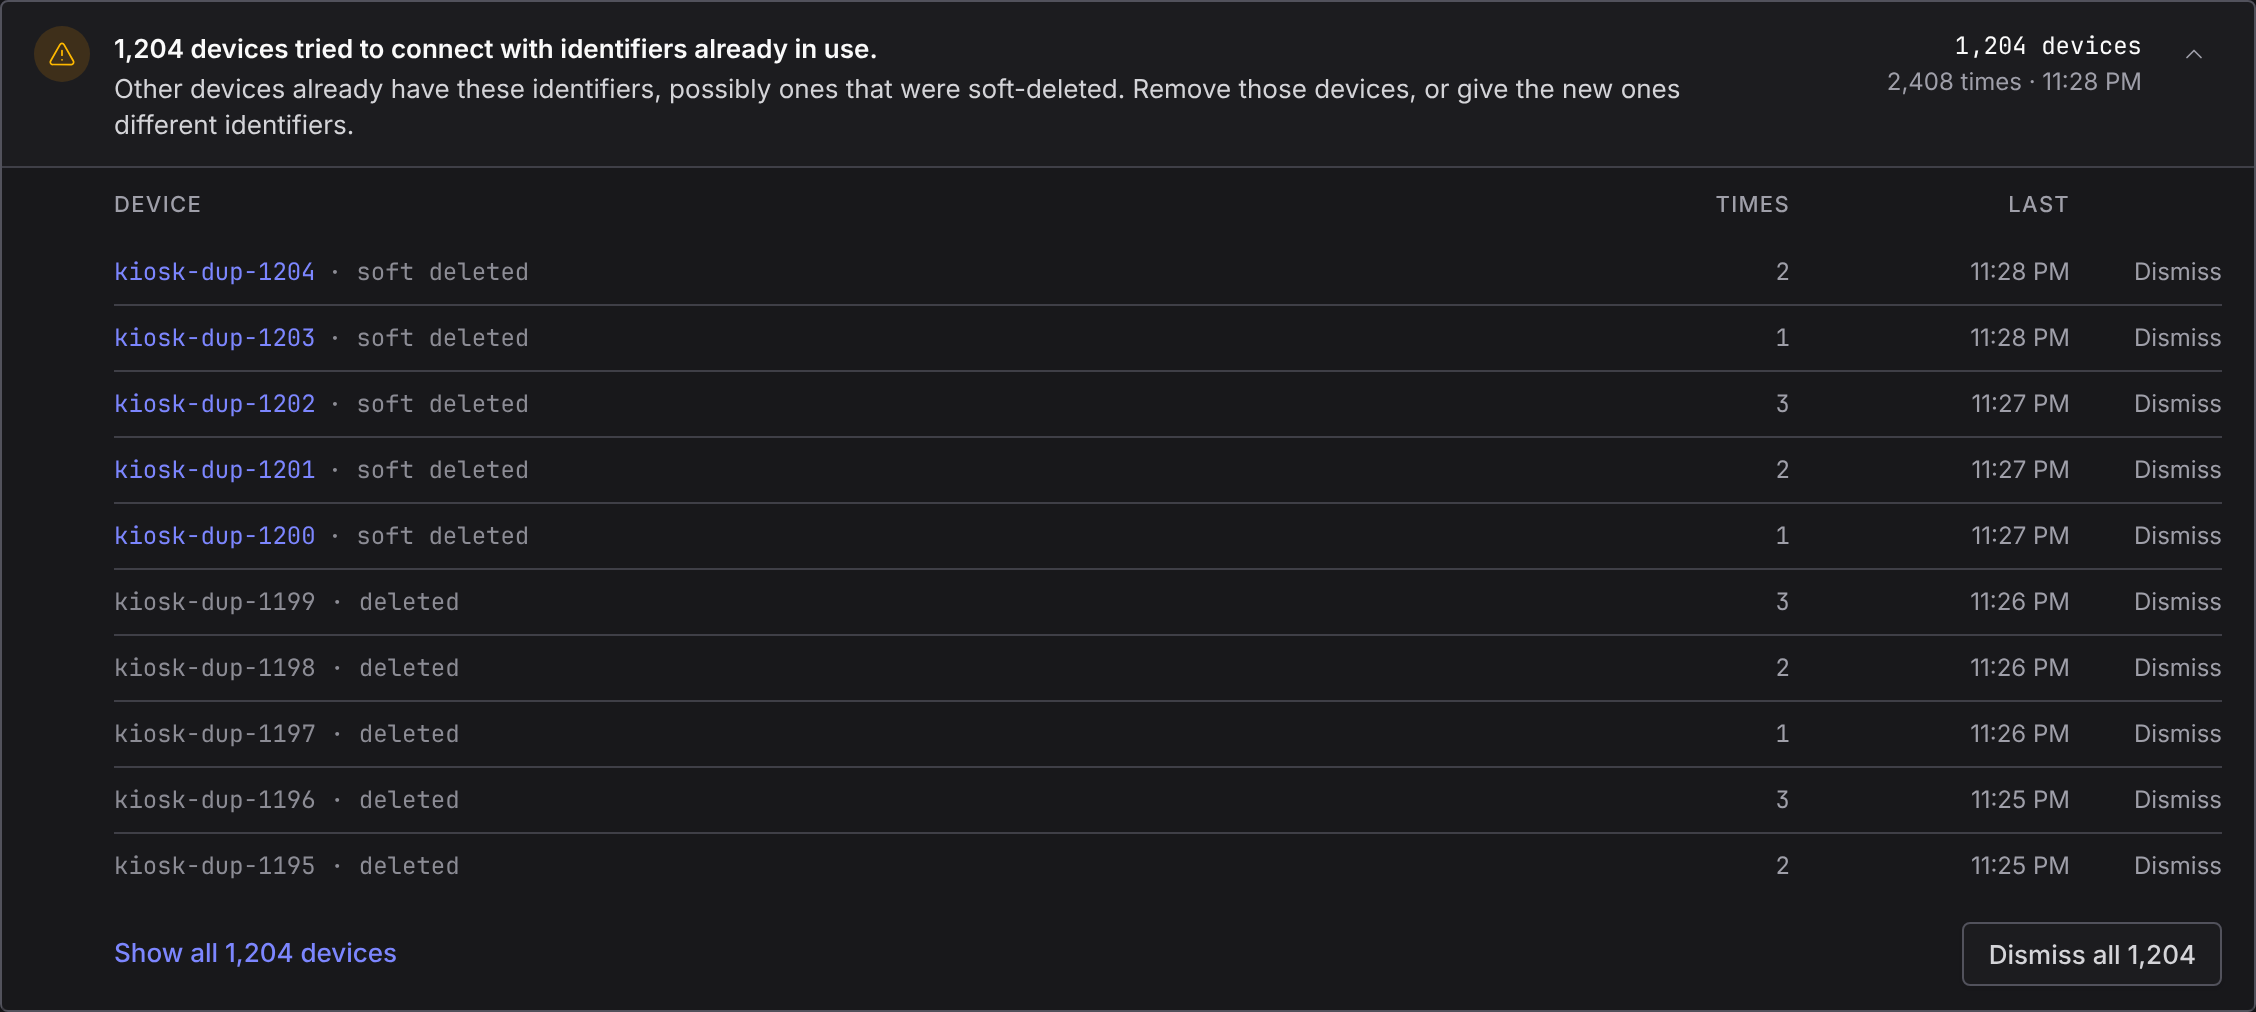 1,204 devices tried to connect with identifiers already in use.
Other devices already have these identifiers, possibly ones that were soft-deleted. Remove those devices, or give the new ones
different identifiers.
1,204 devices
2,408 times · 11:28 PM
DEVICE TIMES LAST
kiosk-dup-1204 · soft deleted 2 11:28 PM Dismiss
kiosk-dup-1203 · soft deleted 1 11:28 PM Dismiss
kiosk-dup-1202 · soft deleted 3 11:27 PM Dismiss
kiosk-dup-1201 · soft deleted 2 11:27 PM Dismiss
kiosk-dup-1200 · soft deleted 1 11:27 PM Dismiss
kiosk-dup-1199 · deleted 3 11:26 PM Dismiss
kiosk-dup-1198 · deleted 2 11:26 PM Dismiss
kiosk-dup-1197 · deleted 1 11:26 PM Dismiss
kiosk-dup-1196 · deleted 3 11:25 PM Dismiss
kiosk-dup-1195 · deleted 2 11:25 PM Dismiss
Show all 1,204 devices Dismiss all 1,204